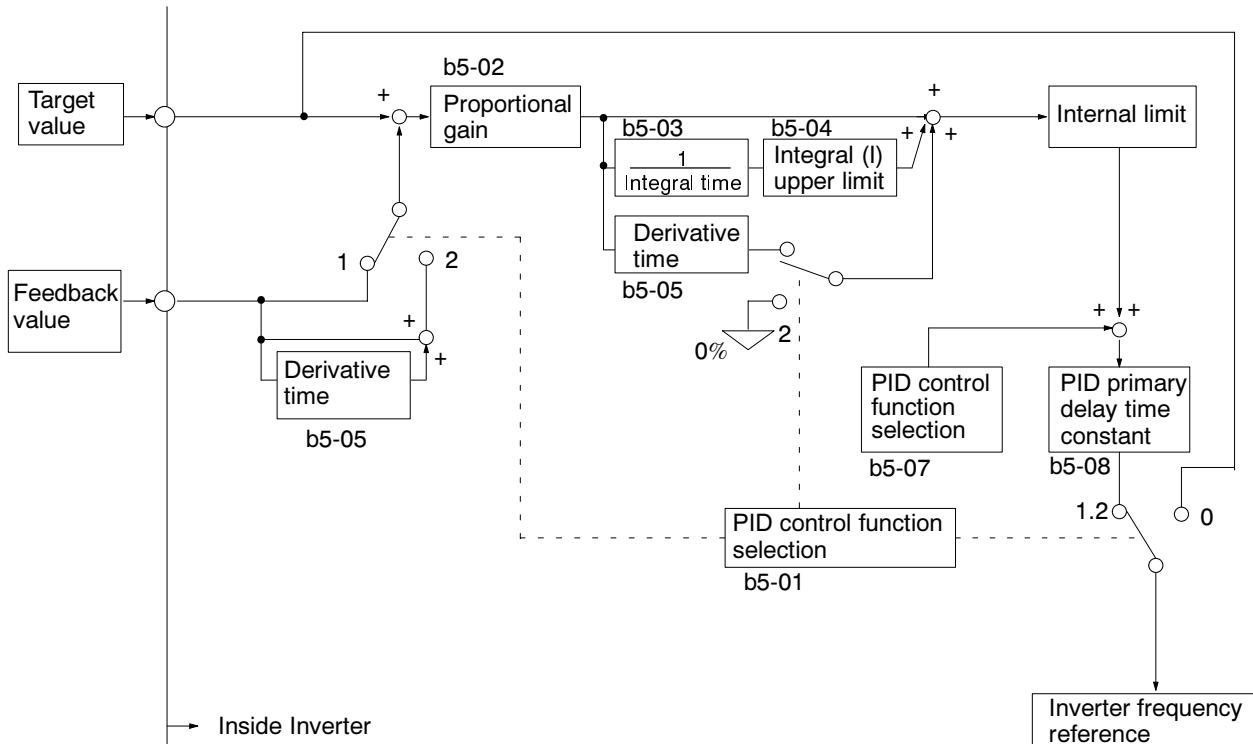 b5-02
Target
value
+
Proportional
gain
b5-03
1
Integral time
b5-04
Integral (I)
upper limit
+
+
+
Internal limit
Derivative
time
b5-05
1
2
Feedback
value
+
+
Derivative
time
b5-05
0%
2
+
+
PID control
function
selection
b5-07
PID primary
delay time
constant
b5-08
1.2
0
PID control function
selection
b5-01
Inside Inverter
Inverter frequency
reference